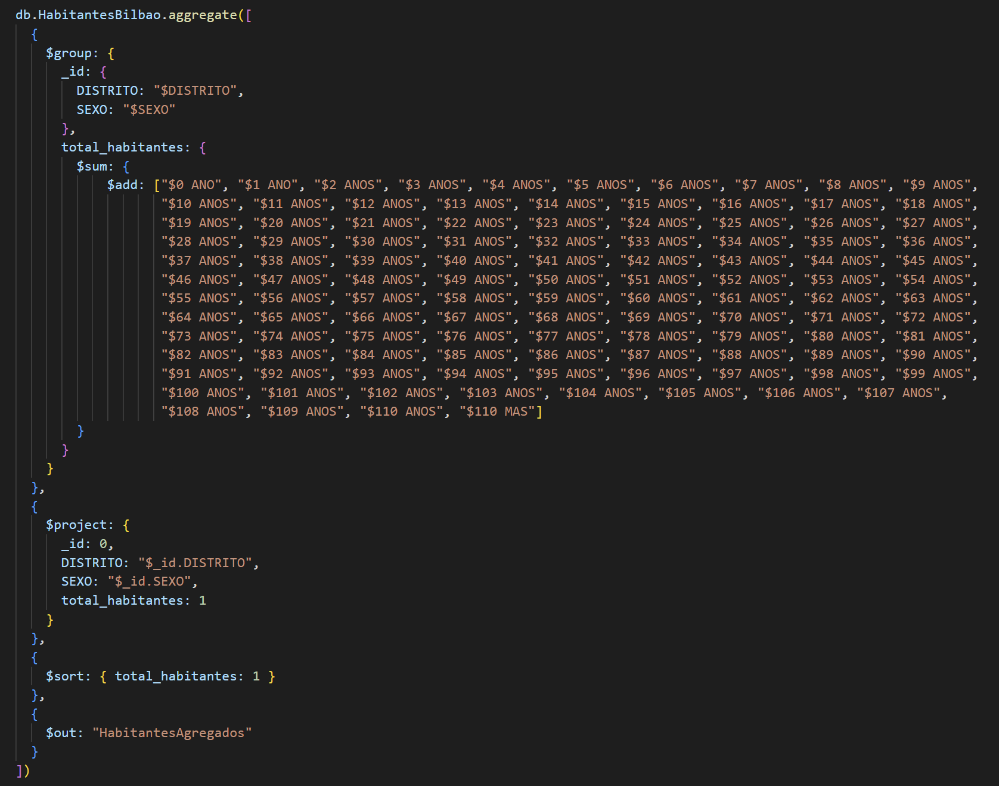 db.HabitantesBilbao.aggregate([
{
$group: {
_id: {
DISTRITO: "$DISTRITO",
SEXO: "$SEXO"
},
total_habitantes: {
$sum: {
$add: ["$0 ANO", "$1 ANO", "$2 ANOS", "$3 ANOS", "$4 ANOS", "$5 ANOS", "$6 ANOS", "$7 ANOS", "$8 ANOS", "$9 ANOS",
"$10 ANOS", "$11 ANOS", "$12 ANOS", "$13 ANOS", "$14 ANOS", "$15 ANOS", "$16 ANOS", "$17 ANOS", "$18 ANOS",
"$19 ANOS", "$20 ANOS", "$21 ANOS", "$22 ANOS", "$23 ANOS", "$24 ANOS", "$25 ANOS", "$26 ANOS", "$27 ANOS",
"$28 ANOS", "$29 ANOS", "$30 ANOS", "$31 ANOS", "$32 ANOS", "$33 ANOS", "$34 ANOS", "$35 ANOS", "$36 ANOS",
"$37 ANOS", "$38 ANOS", "$39 ANOS", "$40 ANOS", "$41 ANOS", "$42 ANOS", "$43 ANOS", "$44 ANOS", "$45 ANOS",
"$46 ANOS", "$47 ANOS", "$48 ANOS", "$49 ANOS", "$50 ANOS", "$51 ANOS", "$52 ANOS", "$53 ANOS", "$54 ANOS",
"$55 ANOS", "$56 ANOS", "$57 ANOS", "$58 ANOS", "$59 ANOS", "$60 ANOS", "$61 ANOS", "$62 ANOS", "$63 ANOS",
"$64 ANOS", "$65 ANOS", "$66 ANOS", "$67 ANOS", "$68 ANOS", "$69 ANOS", "$70 ANOS", "$71 ANOS", "$72 ANOS",
"$73 ANOS", "$74 ANOS", "$75 ANOS", "$76 ANOS", "$77 ANOS", "$78 ANOS", "$79 ANOS", "$80 ANOS", "$81 ANOS",
"$82 ANOS", "$83 ANOS", "$84 ANOS", "$85 ANOS", "$86 ANOS", "$87 ANOS", "$88 ANOS", "$89 ANOS", "$90 ANOS",
"$91 ANOS", "$92 ANOS", "$93 ANOS", "$94 ANOS", "$95 ANOS", "$96 ANOS", "$97 ANOS", "$98 ANOS", "$99 ANOS",
"$100 ANOS", "$101 ANOS", "$102 ANOS", "$103 ANOS", "$104 ANOS", "$105 ANOS", "$106 ANOS", "$107 ANOS",
"$108 ANOS", "$109 ANOS", "$110 ANOS", "$110 MAS"]
}
}
}
},
{
$project: {
_id: 0,
DISTRITO: "$_id.DISTRITO",
SEXO: "$_id.SEXO",
total_habitantes: 1
}
},
{
$sort: { total_habitantes: 1 }
},
{
$out: "HabitantesAgregados"
}
])